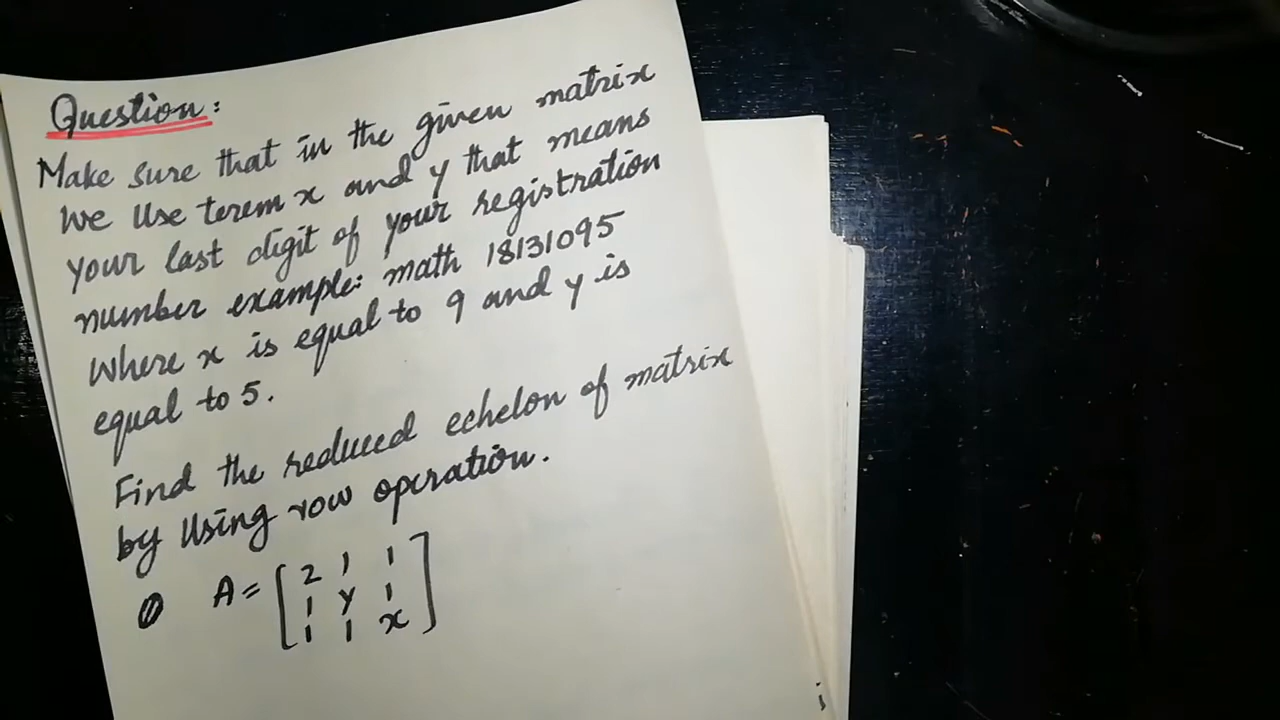 Question:
Make sure that in the given matrix
we use terem x and y that means
your last digit of your registration
number example: math 18131095
Where x is equal to 9 and y is
equal to 5.
Find the reduced echelon of matrix
by using row operation.
A = [ 2 1 1
1 y 1
1 1 x ]